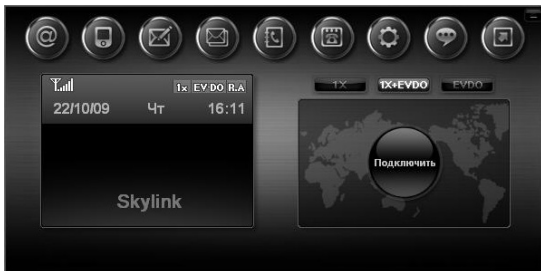 1x EV-DO R.A
22/10/09 Чт 16:11
Skylink
1X 1X+EVDO EVDO
Подключить